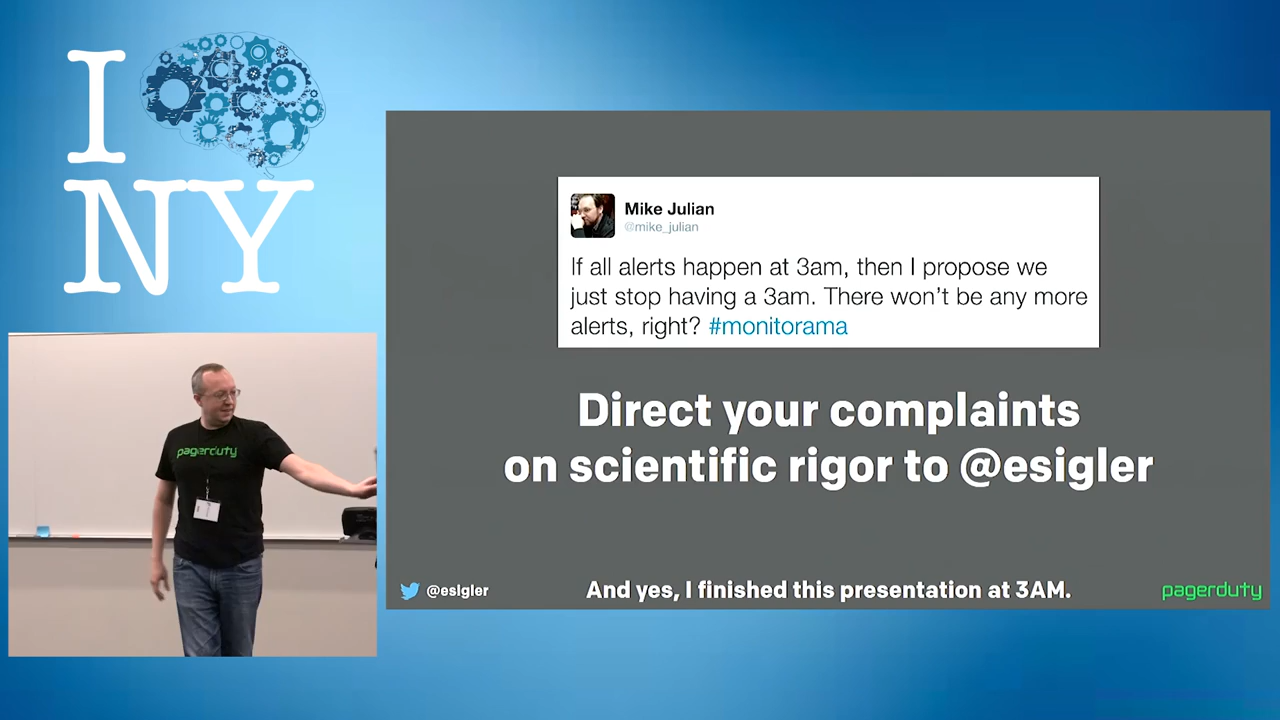 I
NY
pagerduty
Mike Julian
@mike_julian
If all alerts happen at 3am, then I propose we
just stop having a 3am. There won't be any more
alerts, right? #monitorama
Direct your complaints
on scientific rigor to @esigler
@esigler
And yes, I finished this presentation at 3AM.
pagerduty